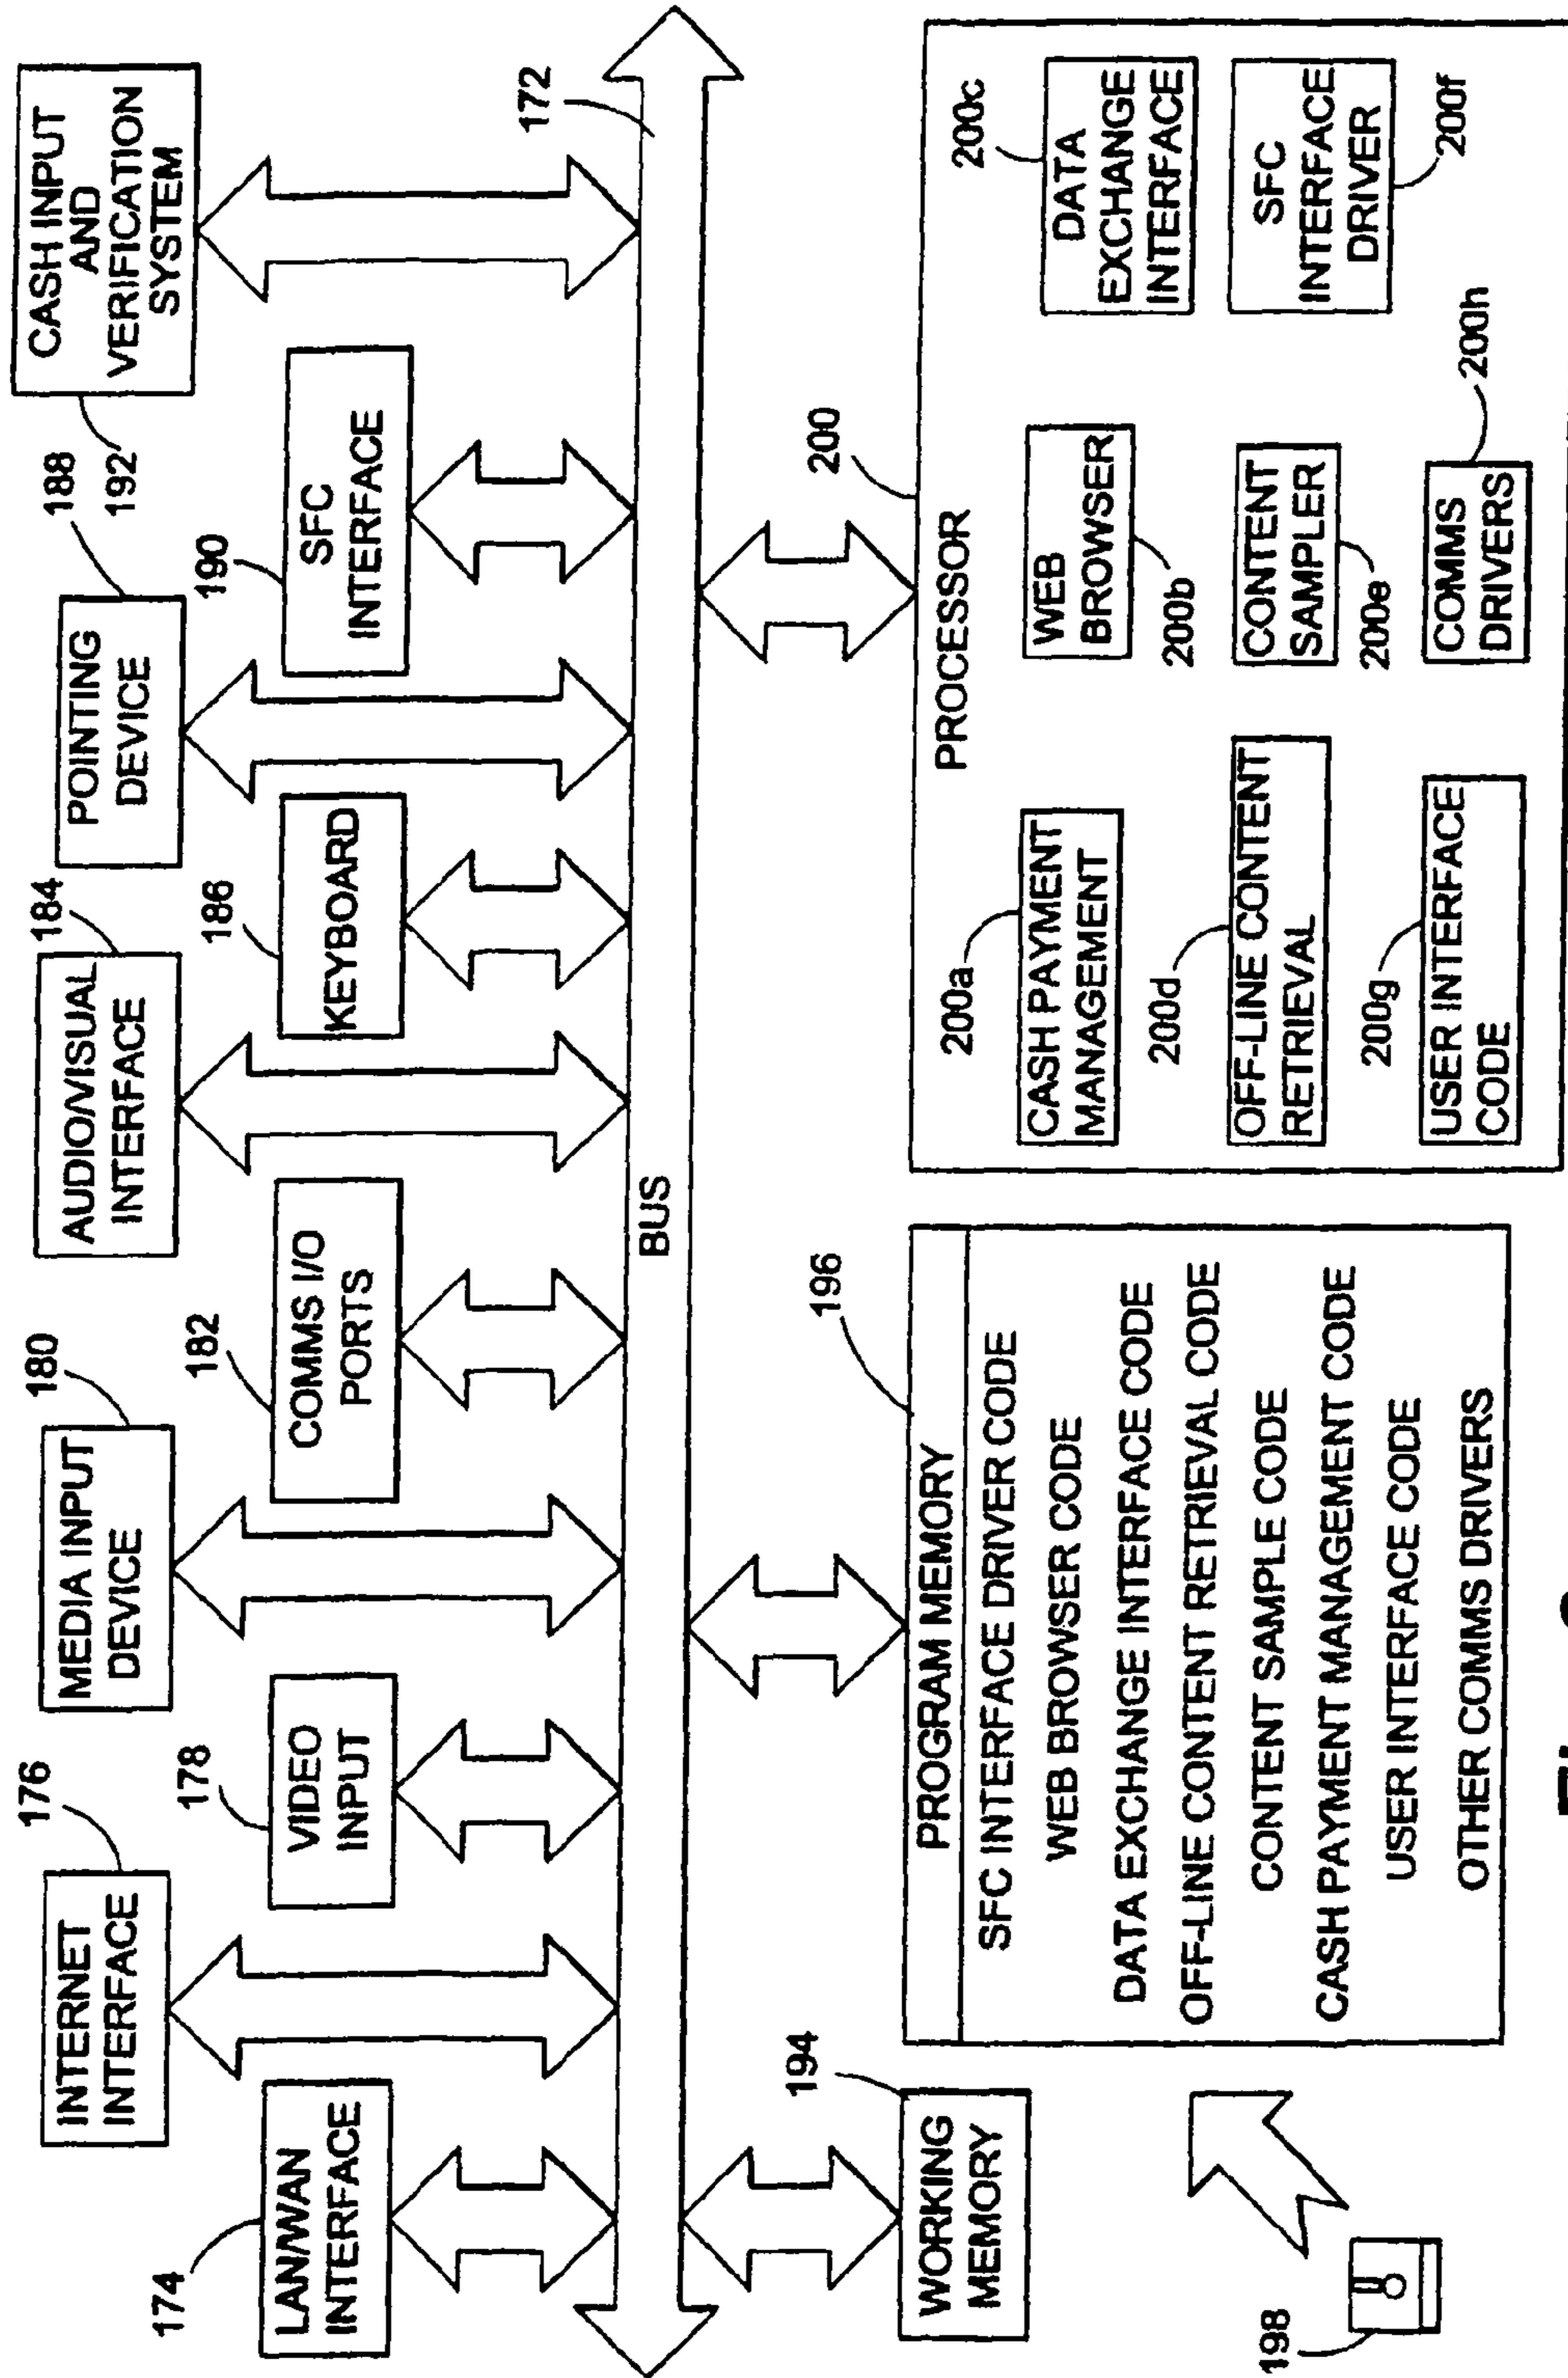 INTERNET
INTERFACE
176
MEDIA INPUT
DEVICE
180
AUDIO/VISUAL
INTERFACE
184
POINTING
DEVICE
188
CASH INPUT
AND
VERIFICATION
SYSTEM
192
174
LAN/WAN
INTERFACE
178
VIDEO
INPUT
182
COMMS I/O
PORTS
186
KEYBOARD
190
SFC
INTERFACE
172
BUS
194
WORKING
MEMORY
198
196
PROGRAM MEMORY
SFC INTERFACE DRIVER CODE
WEB BROWSER CODE
DATA EXCHANGE INTERFACE CODE
OFF-LINE CONTENT RETRIEVAL CODE
CONTENT SAMPLE CODE
CASH PAYMENT MANAGEMENT CODE
USER INTERFACE CODE
OTHER COMMS DRIVERS
200
PROCESSOR
200a
CASH PAYMENT
MANAGEMENT
WEB
BROWSER
200b
200c
DATA
EXCHANGE
INTERFACE
200d
OFF-LINE CONTENT
RETRIEVAL
CONTENT
SAMPLER
200e
SFC
INTERFACE
DRIVER
200f
200g
USER INTERFACE
CODE
200h
COMMS
DRIVERS